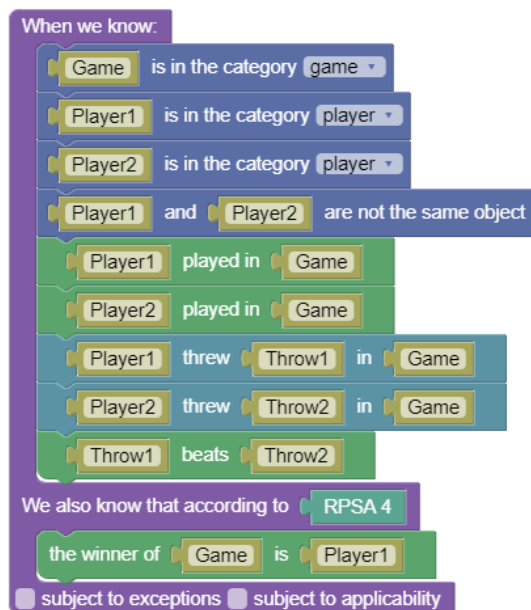 When we know:
Game is in the category game
Player1 is in the category player
Player2 is in the category player
Player1 and Player2 are not the same object
Player1 played in Game
Player2 played in Game
Player1 threw Throw1 in Game
Player2 threw Throw2 in Game
Throw1 beats Throw2
We also know that according to RPSA 4
the winner of Game is Player1
subject to exceptions subject to applicability